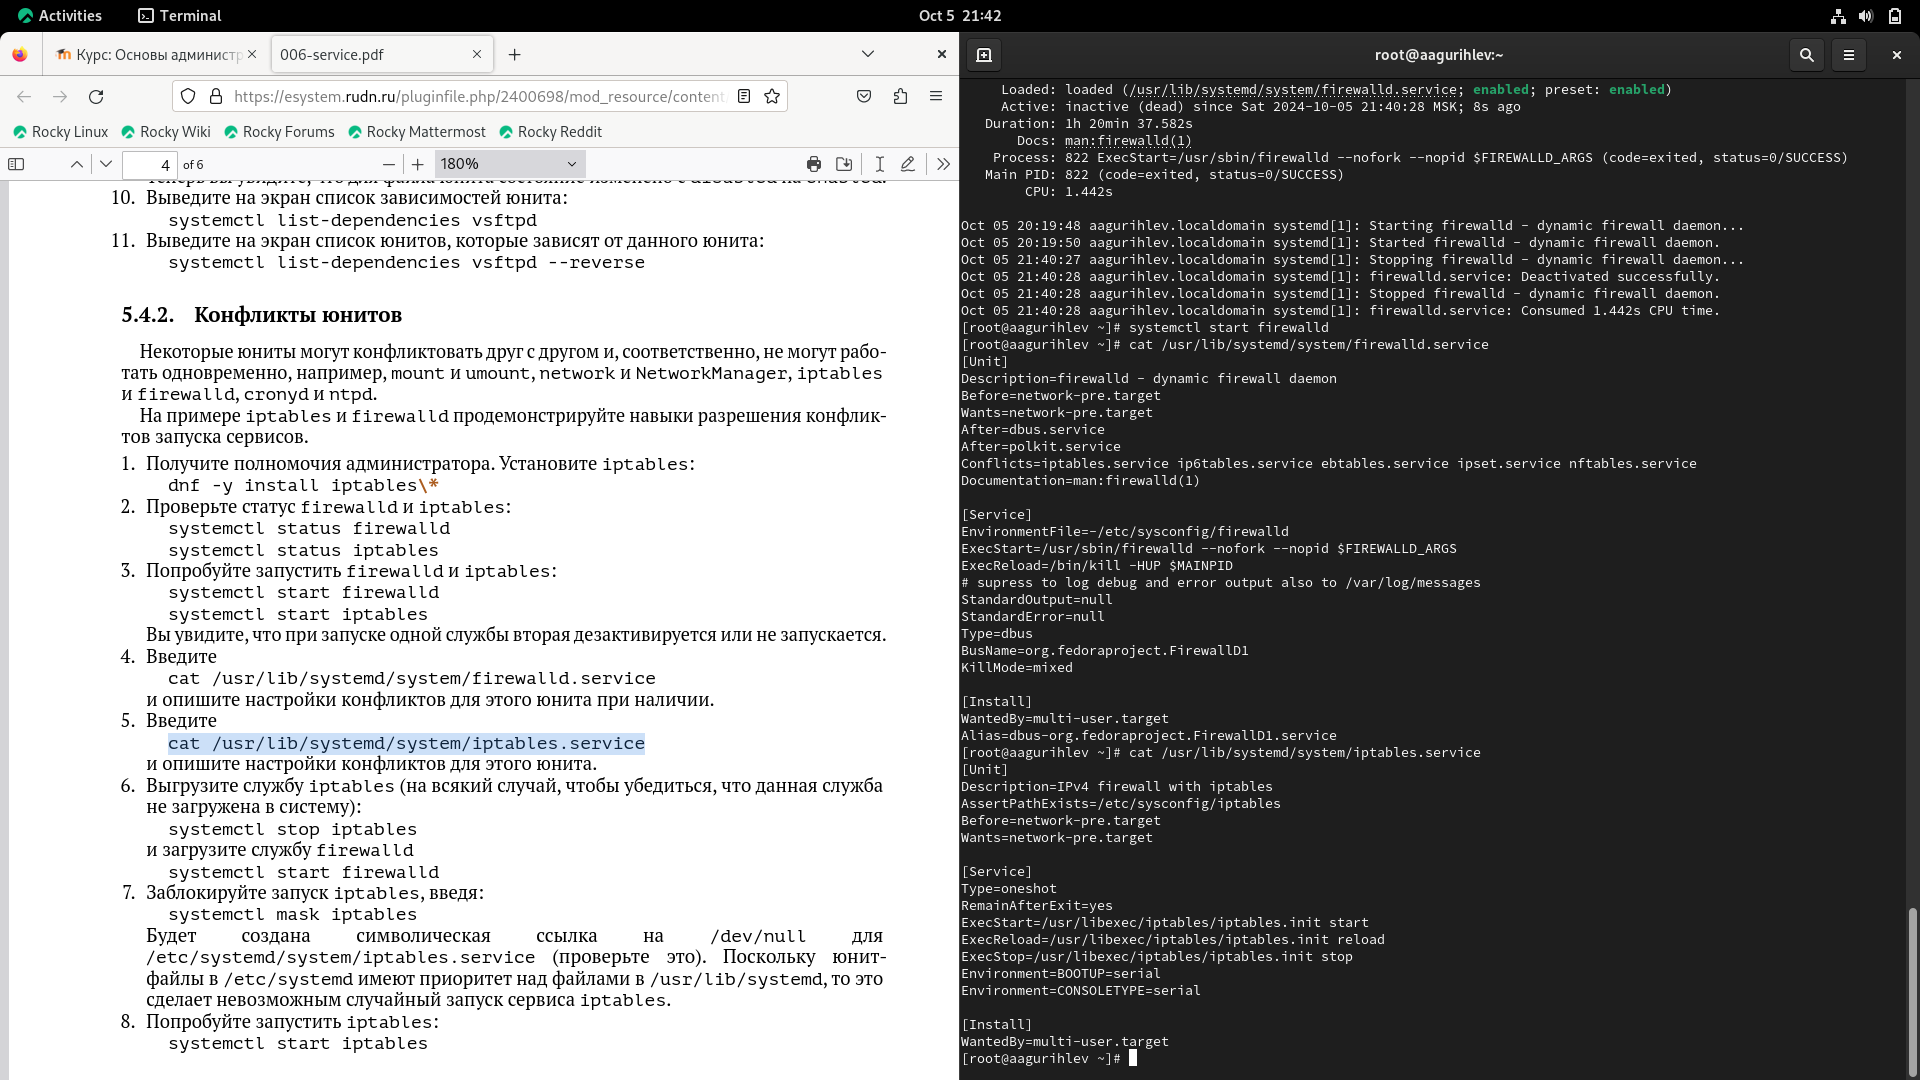 Activities
Terminal
Oct 5 21:42
Курс: Основы администр
006-service.pdf
https://esystem.rudn.ru/pluginfile.php/2400698/mod_resource/content
Rocky Linux Rocky Wiki Rocky Forums Rocky Mattermost Rocky Reddit
4 of 6
180%
10. Выведите на экран список зависимостей юнита:
systemctl list-dependencies vsftpd
11. Выведите на экран список юнитов, которые зависят от данного юнита:
systemctl list-dependencies vsftpd --reverse
5.4.2. Конфликты юнитов
Некоторые юниты могут конфликтовать друг с другом и, соответственно, не могут рабо-
тать одновременно, например, mount и umount, network и NetworkManager, iptables
и firewalld, cronyd и ntpd.
На примере iptables и firewalld продемонстрируйте навыки разрешения конфлик-
тов запуска сервисов.
1. Получите полномочия администратора. Установите iptables:
dnf -y install iptables\*
2. Проверьте статус firewalld и iptables:
systemctl status firewalld
systemctl status iptables
3. Попробуйте запустить firewalld и iptables:
systemctl start firewalld
systemctl start iptables
Вы увидите, что при запуске одной службы вторая дезактивируется или не запускается.
4. Введите
cat /usr/lib/systemd/system/firewalld.service
и опишите настройки конфликтов для этого юнита при наличии.
5. Введите
cat /usr/lib/systemd/system/iptables.service
и опишите настройки конфликтов для этого юнита.
6. Выгрузите службу iptables (на всякий случай, чтобы убедиться, что данная служба
не загружена в систему):
systemctl stop iptables
и загрузите службу firewalld
systemctl start firewalld
7. Заблокируйте запуск iptables, введя:
systemctl mask iptables
Будет создана символическая ссылка на /dev/null для
/etc/systemd/system/iptables.service (проверьте это). Поскольку юнит-
файлы в /etc/systemd имеют приоритет над файлами в /usr/lib/systemd, то это
сделает невозможным случайный запуск сервиса iptables.
8. Попробуйте запустить iptables:
systemctl start iptables
root@aagurihlev:~
Loaded: loaded (/usr/lib/systemd/system/firewalld.service; enabled; preset: enabled)
Active: inactive (dead) since Sat 2024-10-05 21:40:28 MSK; 8s ago
Duration: 1h 20min 37.582s
Docs: man:firewalld(1)
Process: 822 ExecStart=/usr/sbin/firewalld --nofork --nopid $FIREWALLD_ARGS (code=exited, status=0/SUCCESS)
Main PID: 822 (code=exited, status=0/SUCCESS)
CPU: 1.442s
Oct 05 20:19:48 aagurihlev.localdomain systemd[1]: Starting firewalld - dynamic firewall daemon...
Oct 05 20:19:50 aagurihlev.localdomain systemd[1]: Started firewalld - dynamic firewall daemon.
Oct 05 21:40:27 aagurihlev.localdomain systemd[1]: Stopping firewalld - dynamic firewall daemon...
Oct 05 21:40:28 aagurihlev.localdomain systemd[1]: firewalld.service: Deactivated successfully.
Oct 05 21:40:28 aagurihlev.localdomain systemd[1]: Stopped firewalld - dynamic firewall daemon.
Oct 05 21:40:28 aagurihlev.localdomain systemd[1]: firewalld.service: Consumed 1.442s CPU time.
[root@aagurihlev ~]# systemctl start firewalld
[root@aagurihlev ~]# cat /usr/lib/systemd/system/firewalld.service
[Unit]
Description=firewalld - dynamic firewall daemon
Before=network-pre.target
Wants=network-pre.target
After=dbus.service
After=polkit.service
Conflicts=iptables.service ip6tables.service ebtables.service ipset.service nftables.service
Documentation=man:firewalld(1)
[Service]
EnvironmentFile=-/etc/sysconfig/firewalld
ExecStart=/usr/sbin/firewalld --nofork --nopid $FIREWALLD_ARGS
ExecReload=/bin/kill -HUP $MAINPID
# supress to log debug and error output also to /var/log/messages
StandardOutput=null
StandardError=null
Type=dbus
BusName=org.fedoraproject.FirewallD1
KillMode=mixed
[Install]
WantedBy=multi-user.target
Alias=dbus-org.fedoraproject.FirewallD1.service
[root@aagurihlev ~]# cat /usr/lib/systemd/system/iptables.service
[Unit]
Description=IPv4 firewall with iptables
AssertPathExists=/etc/sysconfig/iptables
Before=network-pre.target
Wants=network-pre.target
[Service]
Type=oneshot
RemainAfterExit=yes
ExecStart=/usr/libexec/iptables/iptables.init start
ExecReload=/usr/libexec/iptables/iptables.init reload
ExecStop=/usr/libexec/iptables/iptables.init stop
Environment=BOOTUP=serial
Environment=CONSOLETYPE=serial
[Install]
WantedBy=multi-user.target
[root@aagurihlev ~]#